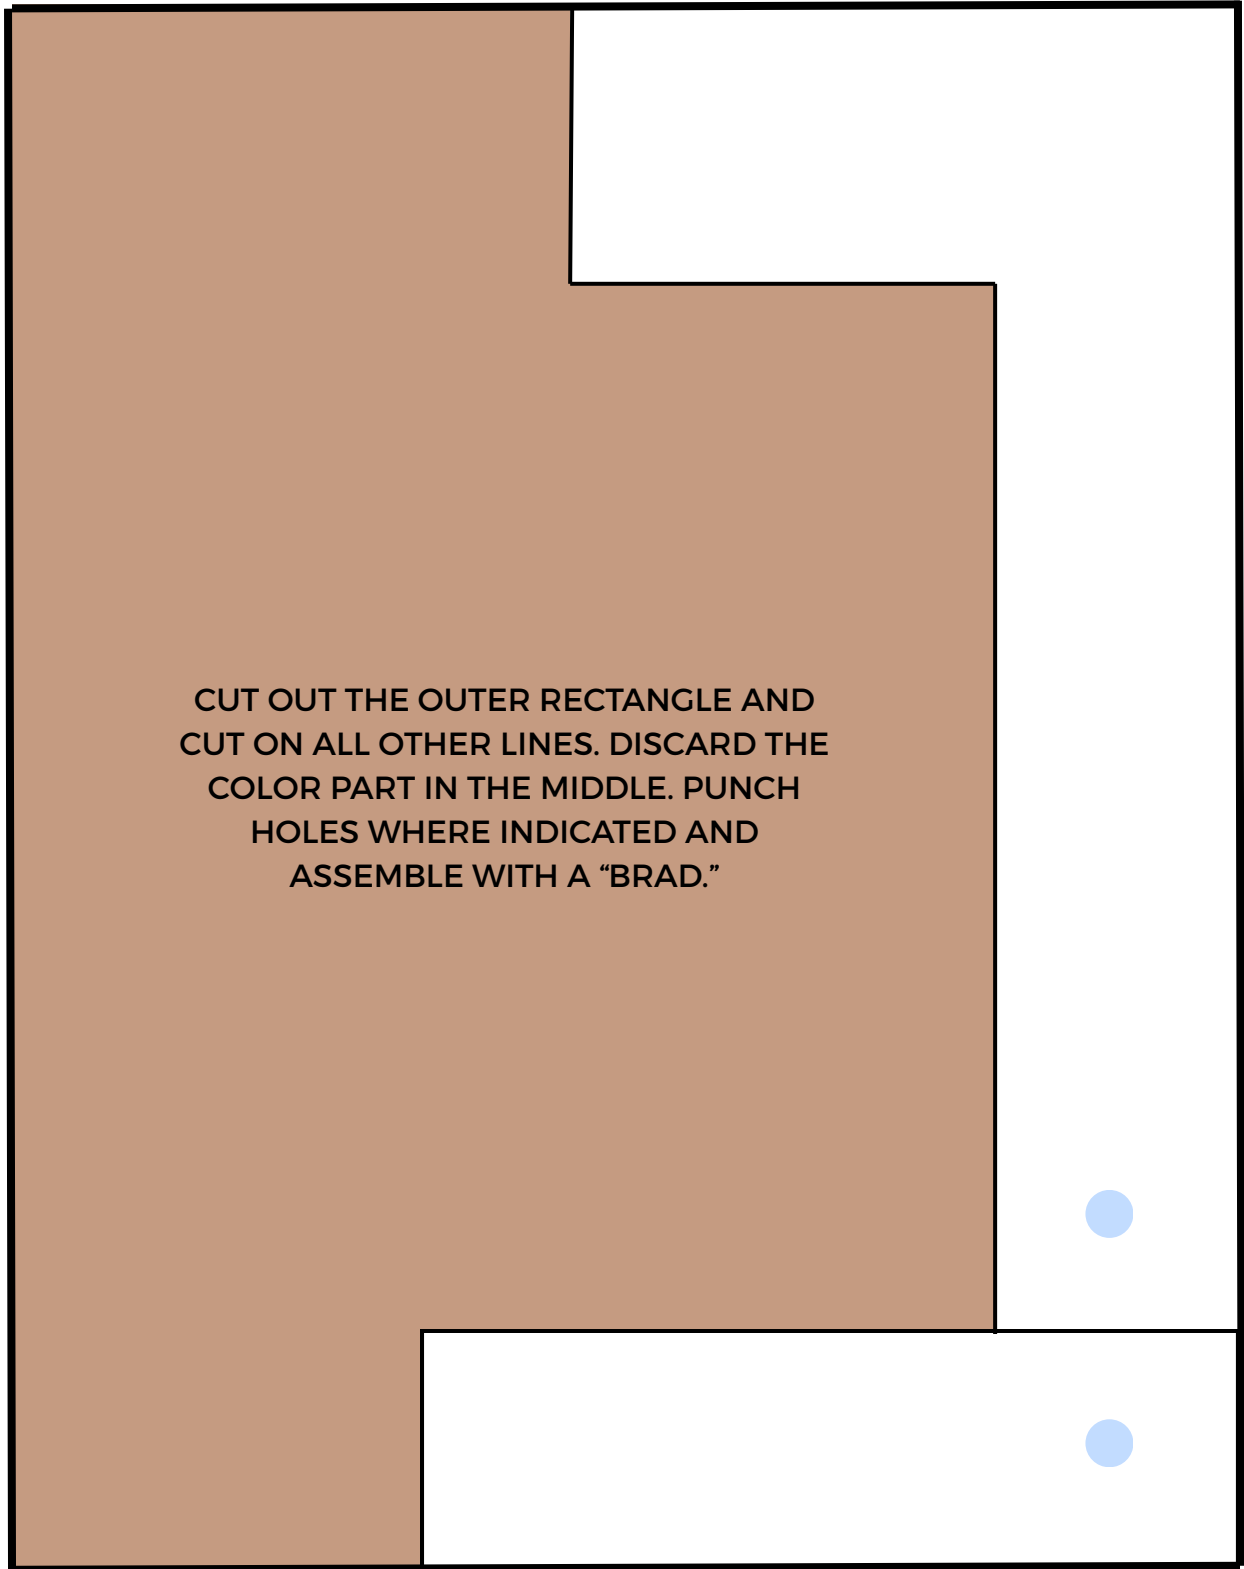 CUT OUT THE OUTER RECTANGLE AND
CUT ON ALL OTHER LINES. DISCARD THE
COLOR PART IN THE MIDDLE. PUNCH
HOLES WHERE INDICATED AND
ASSEMBLE WITH A “BRAD.”